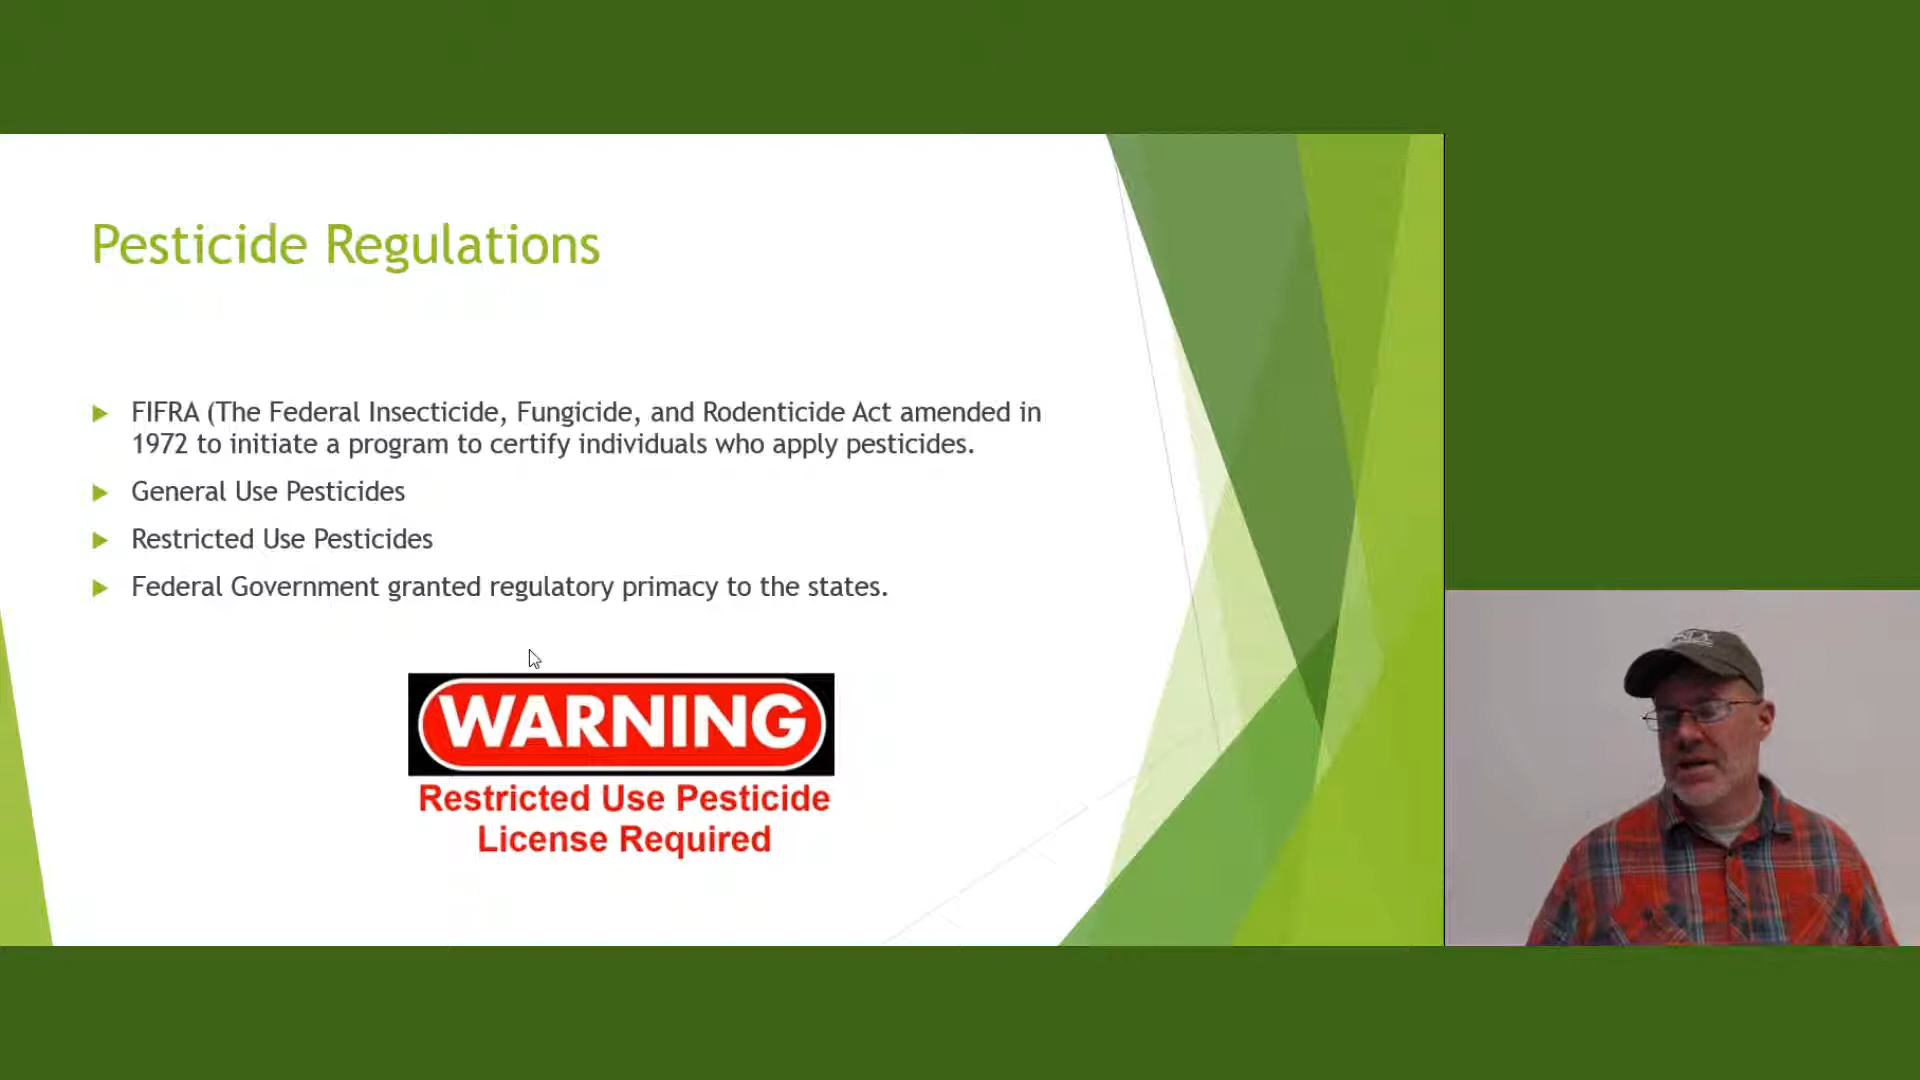 Pesticide Regulations
FIFRA (The Federal Insecticide, Fungicide, and Rodenticide Act amended in
1972 to initiate a program to certify individuals who apply pesticides.
General Use Pesticides
Restricted Use Pesticides
Federal Government granted regulatory primacy to the states.
WARNING
Restricted Use Pesticide
License Required